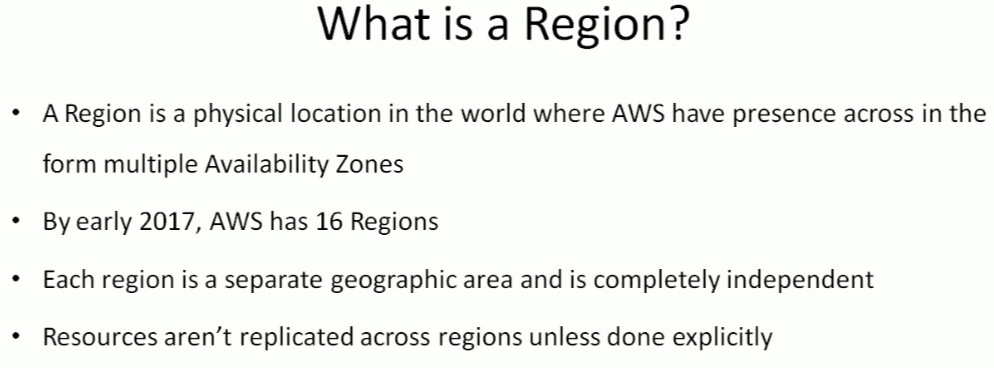 What is a Region?
• A Region is a physical location in the world where AWS have presence across in the
form multiple Availability Zones
• By early 2017, AWS has 16 Regions
• Each region is a separate geographic area and is completely independent
• Resources aren’t replicated across regions unless done explicitly